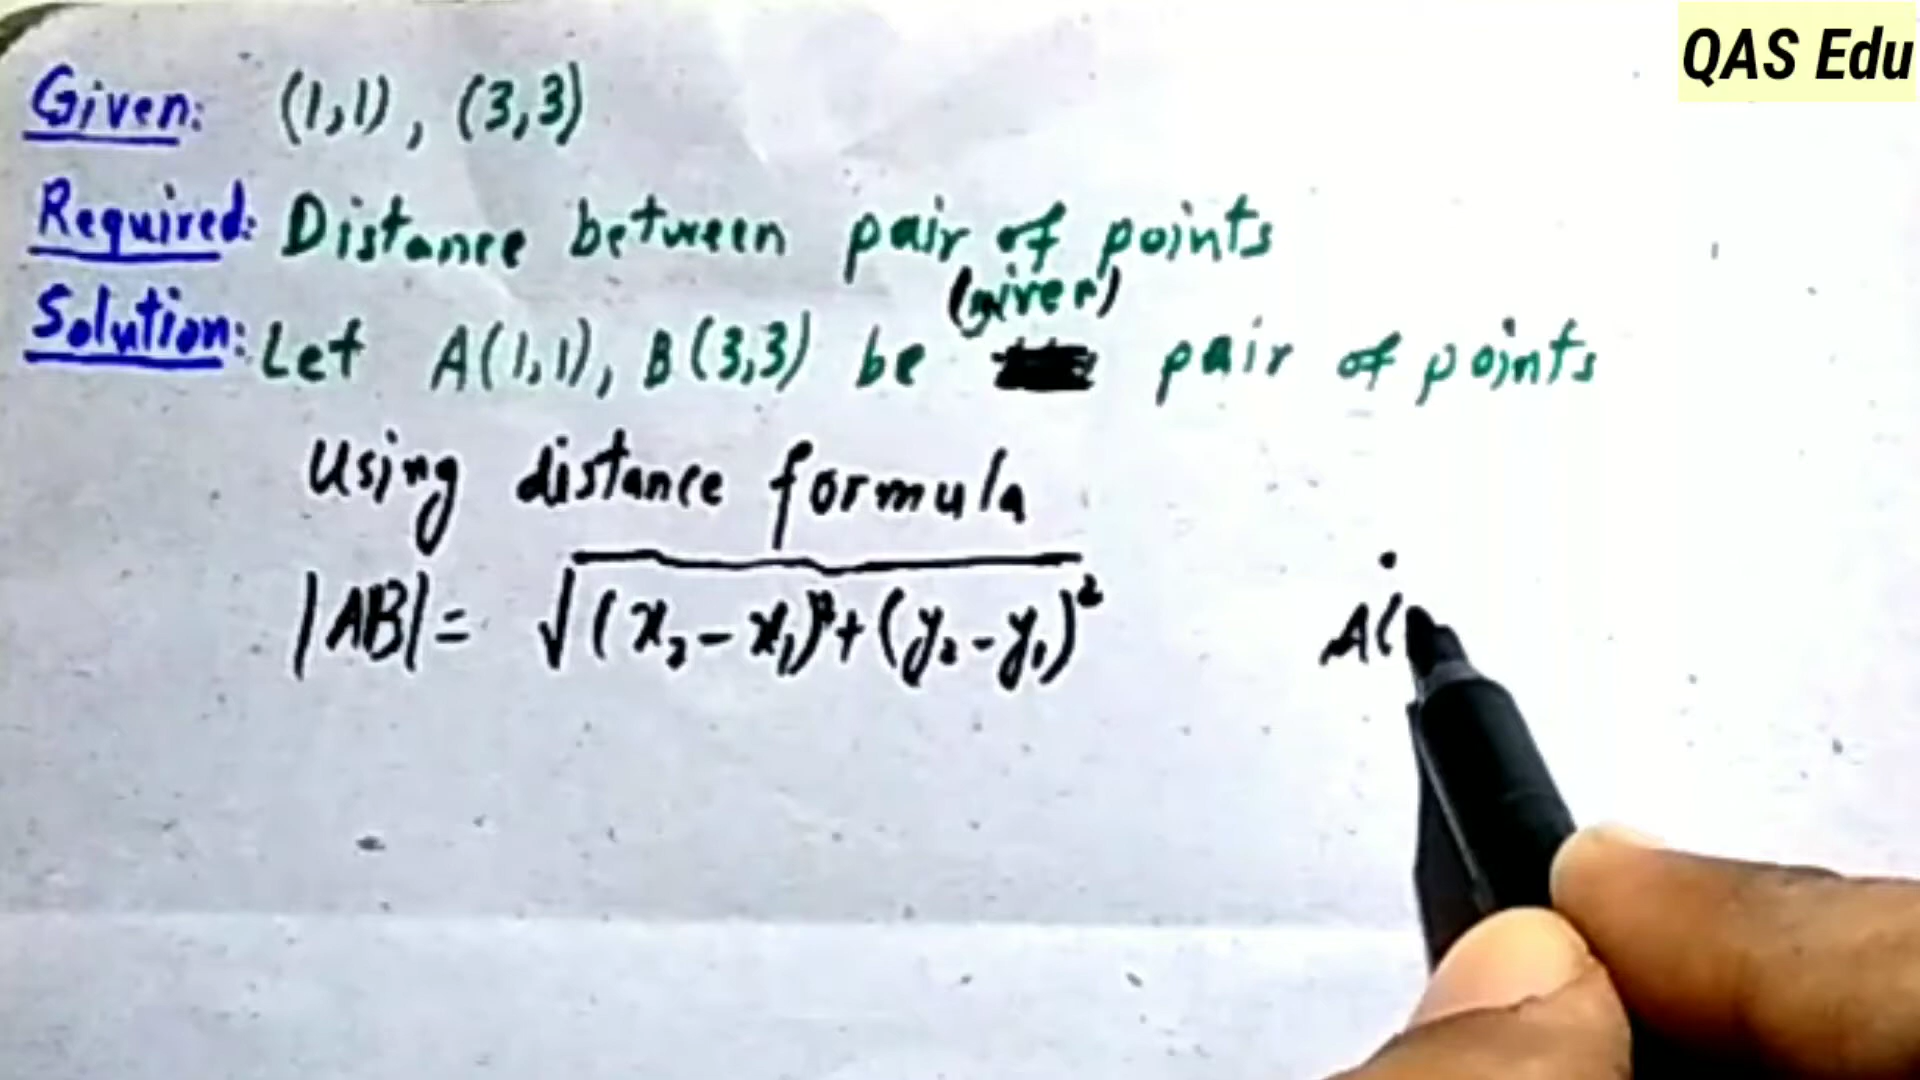 QAS Edu
Given: (1,1), (3,3)
Required: Distance between pair of points
(given)
Solution: Let A(1,1), B(3,3) be pair of points
Using distance formula
|AB| = √(x₂-x₁)²+(y₂-y₁)²
A(